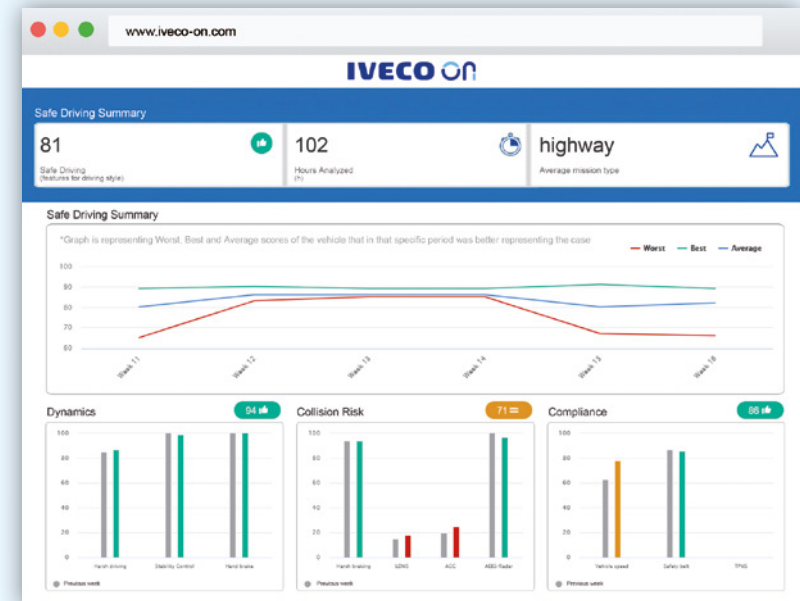 www.iveco-on.com
IVECO ON
Safe Driving Summary
81
Safe Driving
(features for driving style)
102
Hours Analyzed
(h)
highway
Average mission type
Safe Driving Summary
*Graph is representing Worst, Best and Average scores of the vehicle that in that specific period was better representing the case
Worst Best Average
100
90
80
70
60
Week 11 Week 12 Week 13 Week 14 Week 15 Week 16
Dynamics 94
100
80
60
40
20
0
Harsh driving Stability Control Hand brake
Previous week
Collision Risk 71
100
80
60
40
20
0
Harsh braking LDWS ACC AEBS Radar
Previous week
Compliance 86
100
80
60
40
20
0
Vehicle speed Safety belt TPMS
Previous week